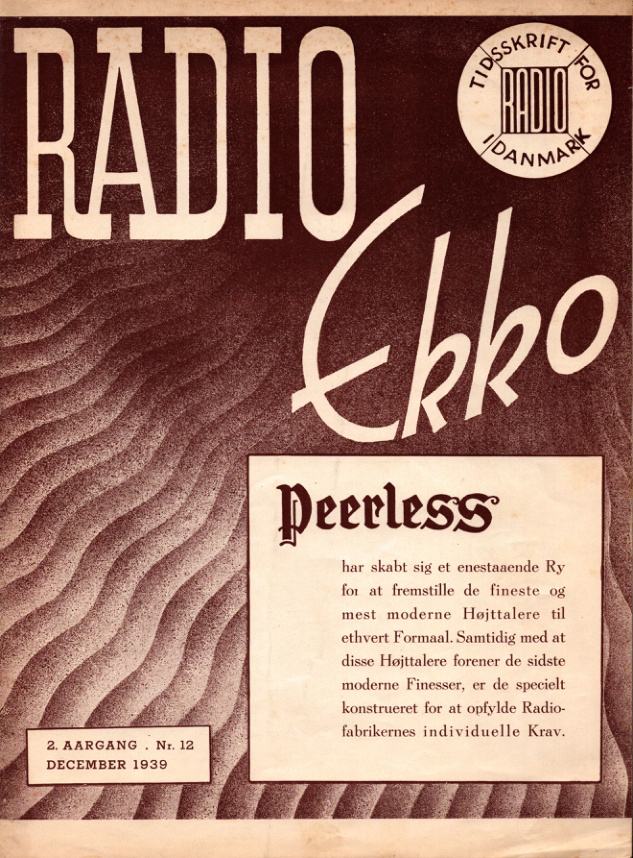 RADIO
TIDSSKRIFT FOR
RADIO
I DANMARK
Ekko
Peerless
har skabt sig et enestaaende Ry
for at fremstille de fineste og
mest moderne Højttalere til
ethvert Formaal. Samtidig med at
disse Højttalere forener de sidste
moderne Finesser, er de specielt
konstrueret for at opfylde Radio-
fabrikernes individuelle Krav.
2. AARGANG . Nr. 12
DECEMBER 1939